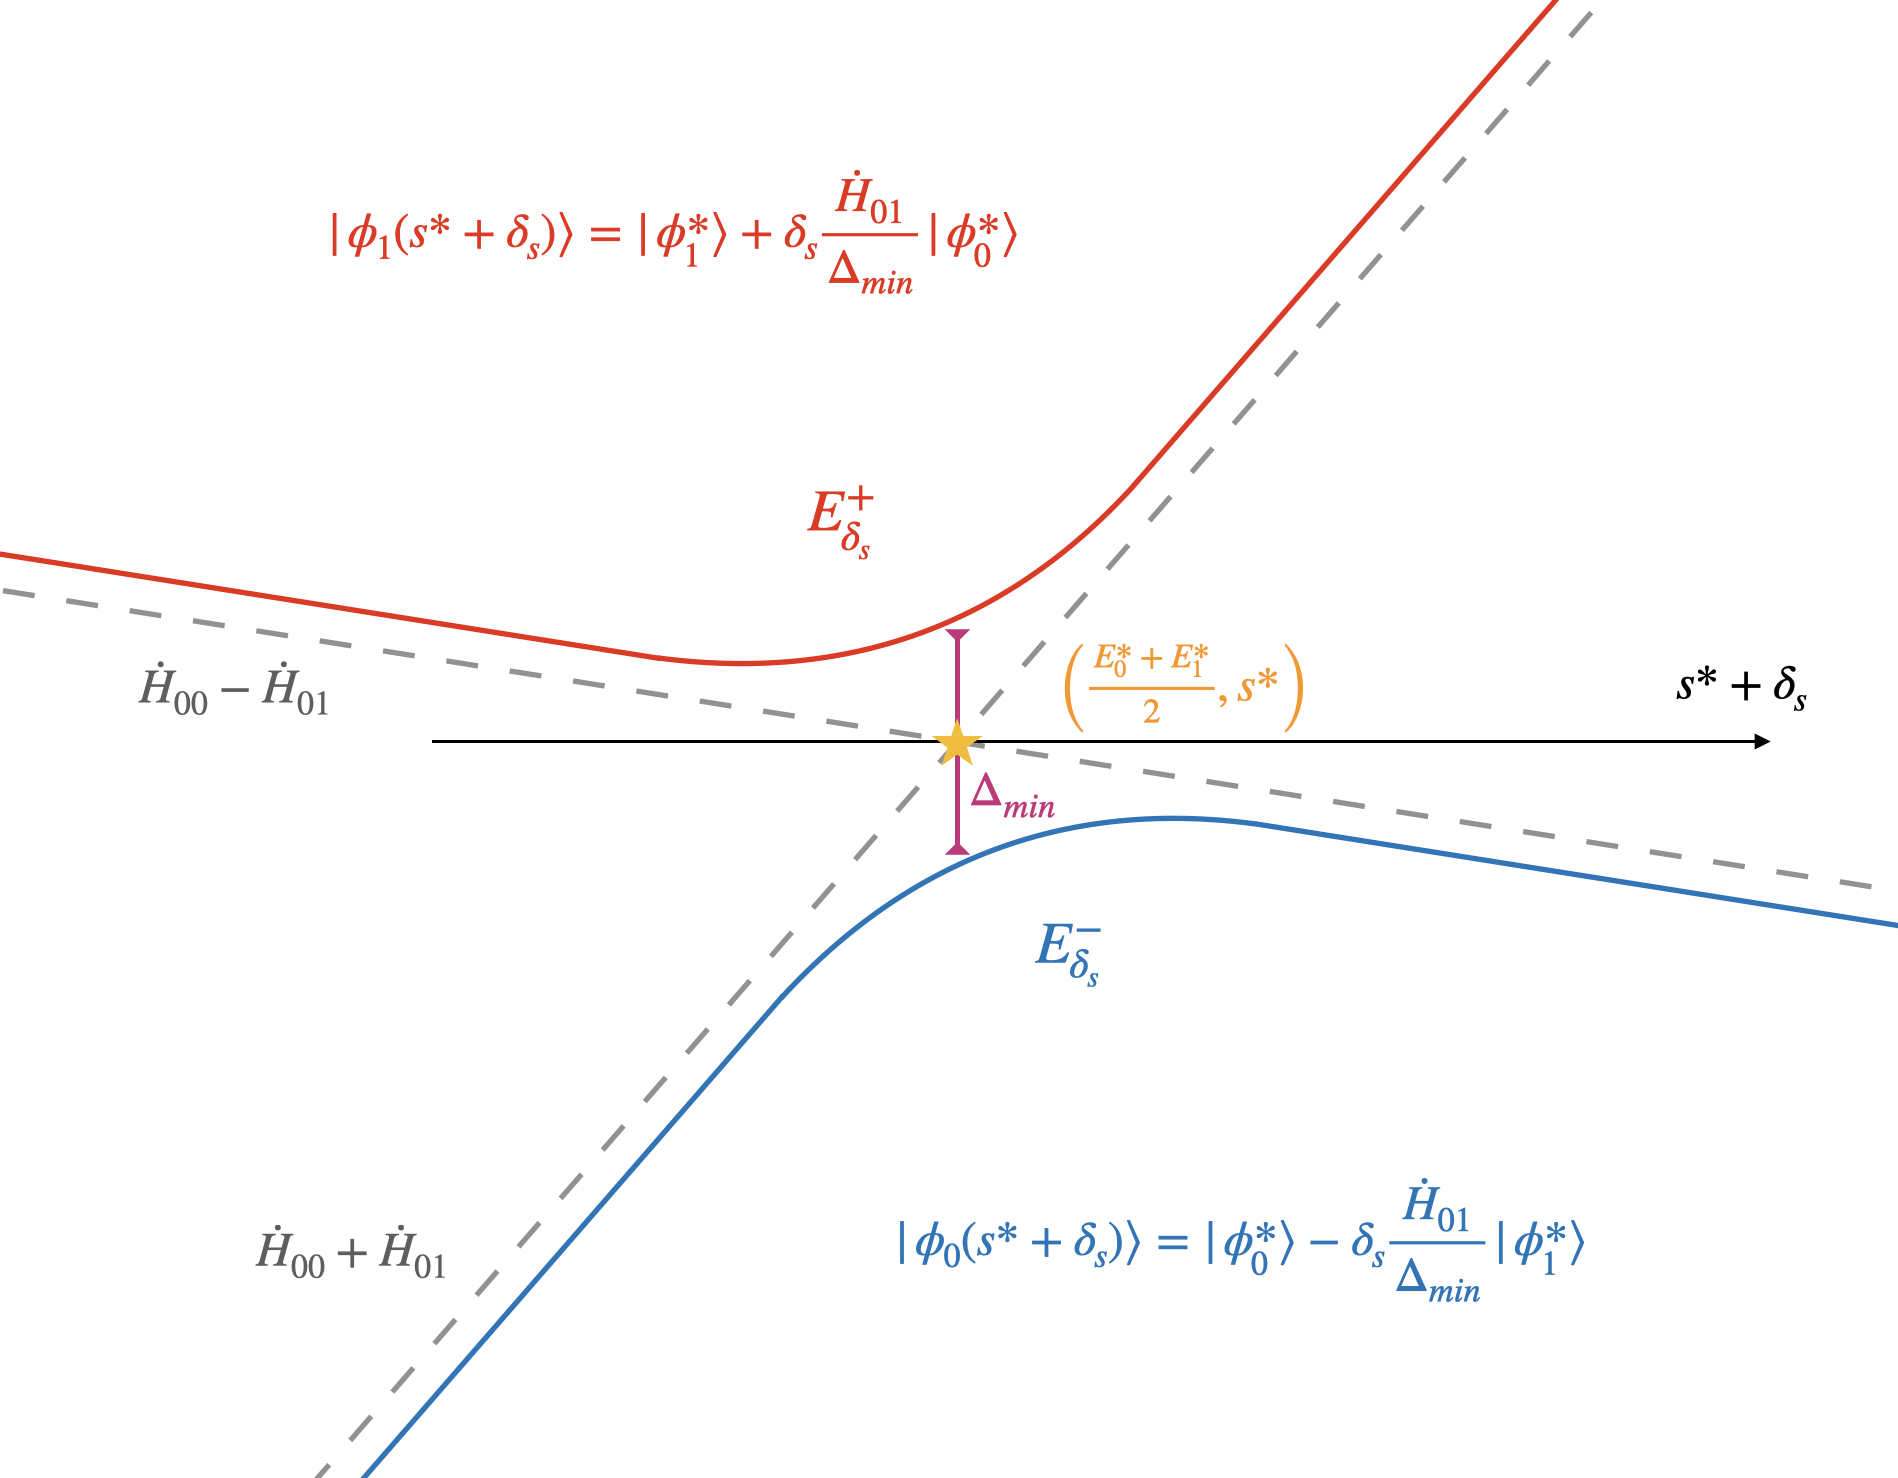 |ϕ₁(s* + δₛ)⟩ = |ϕ₁*⟩ + δₛ Ḣ₀₁/Δₘᵢₙ |ϕ₀*⟩
E⁺_δₛ
Ḣ₀₀ − Ḣ₀₁
((E₀* + E₁*)/2, s*)
s* + δₛ
Δₘᵢₙ
E⁻_δₛ
Ḣ₀₀ + Ḣ₀₁
|ϕ₀(s* + δₛ)⟩ = |ϕ₀*⟩ − δₛ Ḣ₀₁/Δₘᵢₙ |ϕ₁*⟩